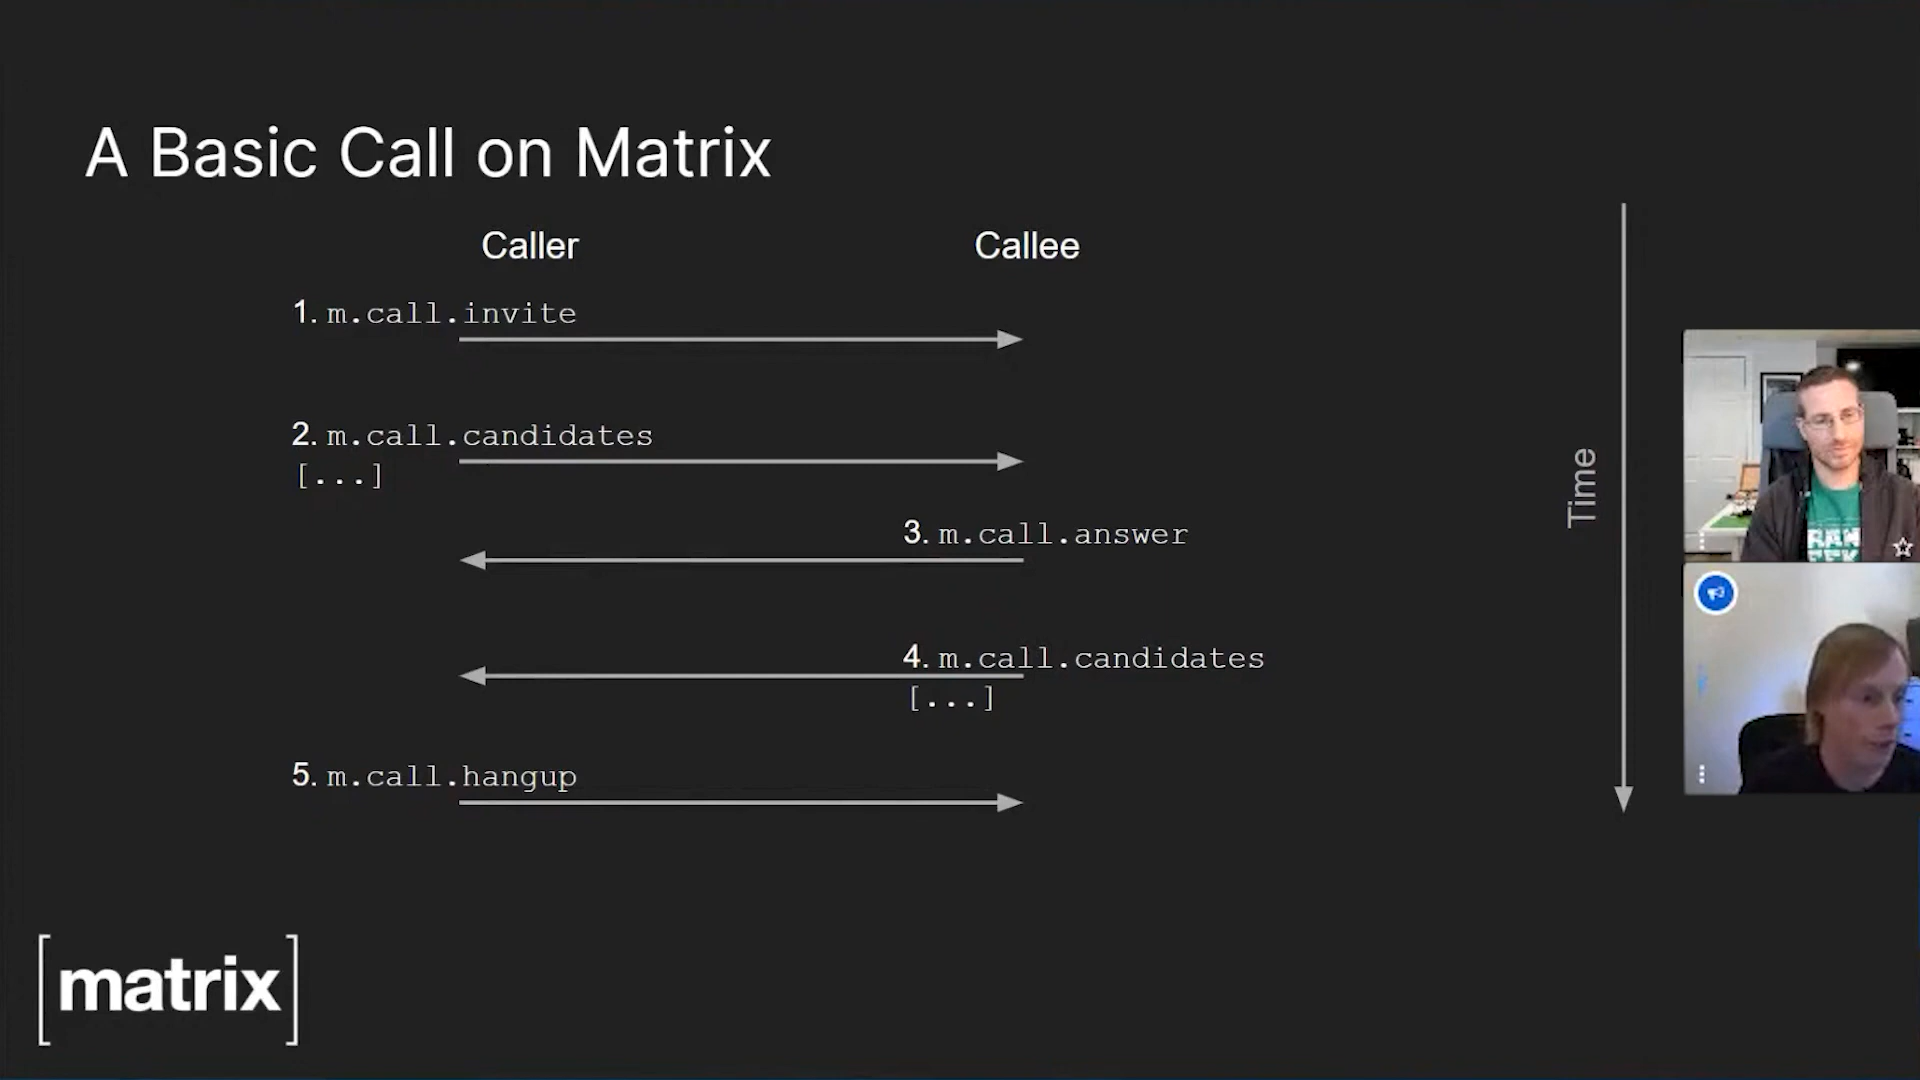 A Basic Call on Matrix
Caller
Callee
1. m.call.invite
2. m.call.candidates
[...]
3. m.call.answer
4. m.call.candidates
[...]
5. m.call.hangup
Time
[matrix]